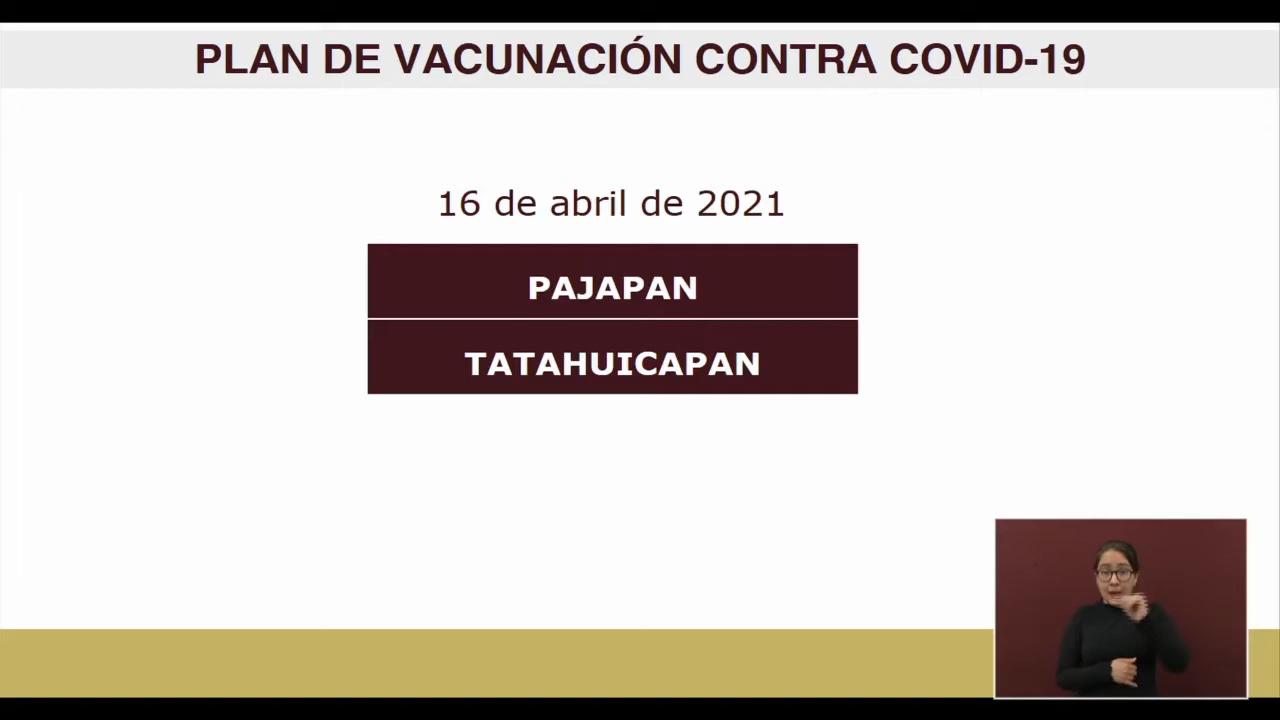 PLAN DE VACUNACIÓN CONTRA COVID-19
16 de abril de 2021
PAJAPAN
TATAHUICAPAN